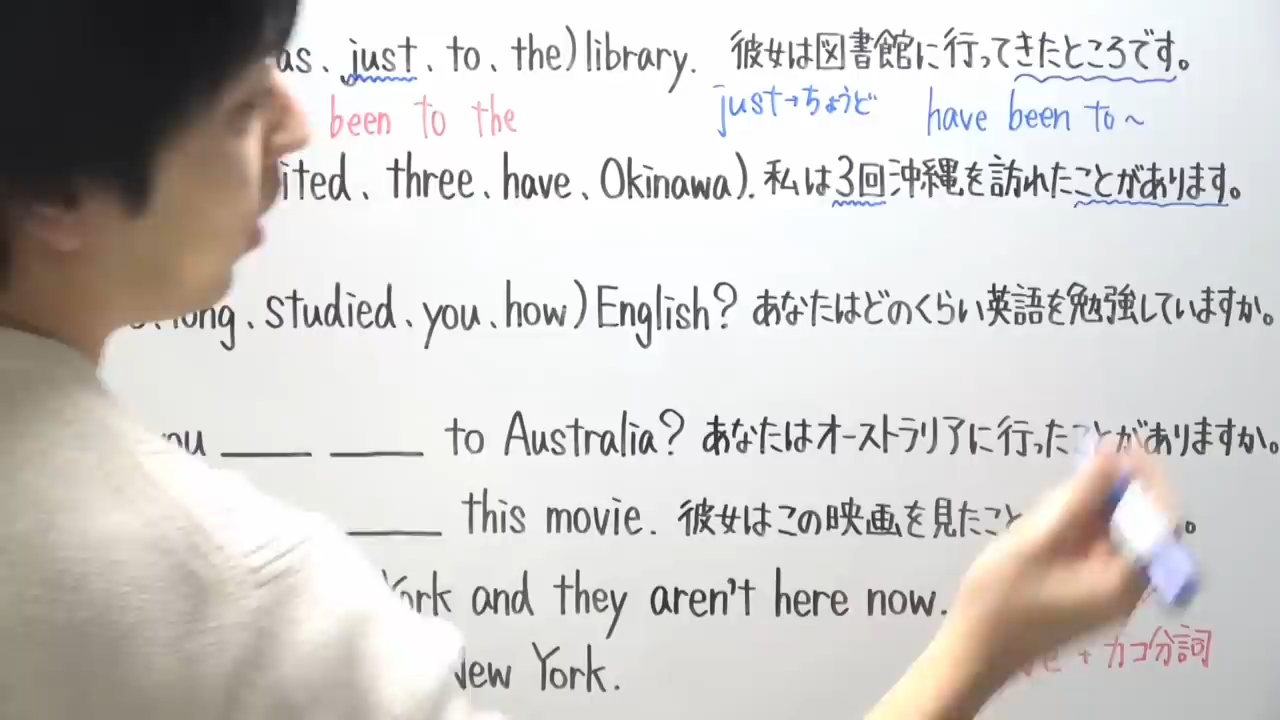 as、just、to、the)library. 彼女は図書館に行ってきたところです。
been to the just→ちょうど have been to~
ited、three、have、Okinawa). 私は3回沖縄を訪れたことがあります。
long、studied、you、how)English? あなたはどのくらい英語を勉強していますか。
ou ____ ____ to Australia? あなたはオーストラリアに行ったことがありますか。
____ this movie. 彼女はこの映画を見たこと 。
York and they aren't here now.
+カコ分詞
New York.